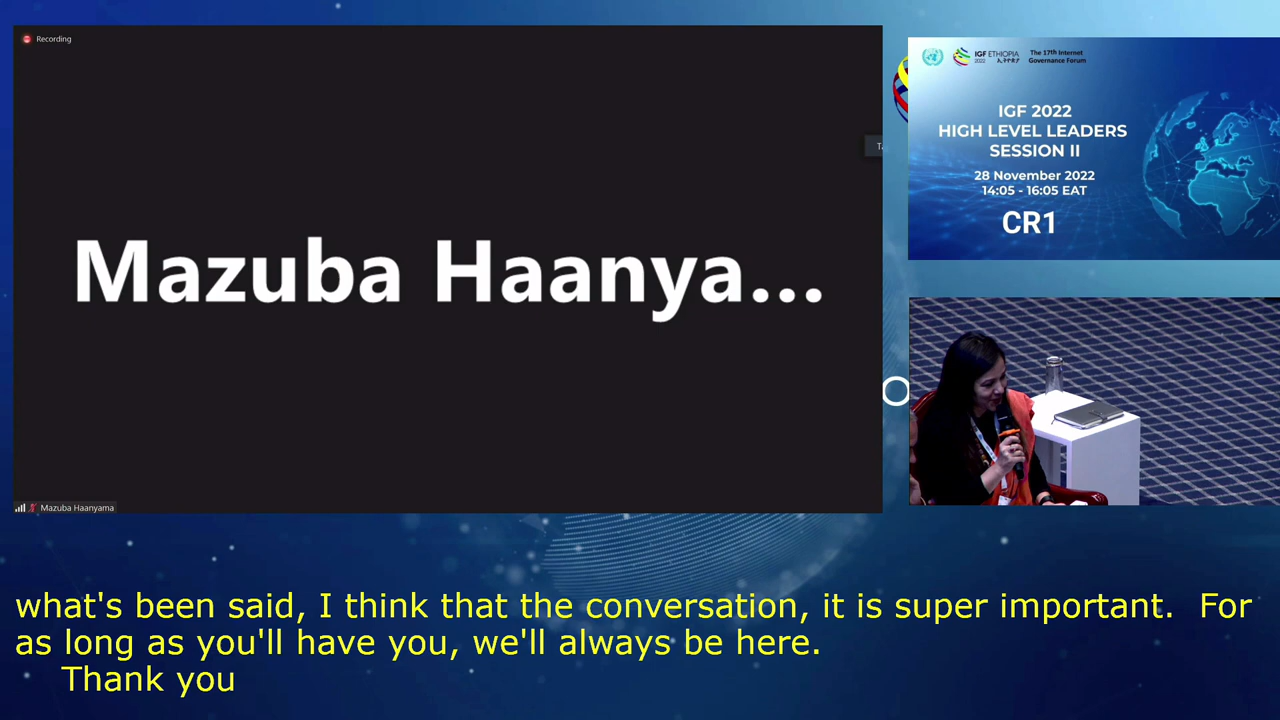 Recording
Mazuba Haanya...
Mazuba Haanyama
IGF ETHIOPIA
2022 ኢትዮጵያ
The 17th Internet
Governance Forum
IGF 2022
HIGH LEVEL LEADERS
SESSION II
28 November 2022
14:05 - 16:05 EAT
CR1
what's been said, I think that the conversation, it is super important. For
as long as you'll have you, we'll always be here.
Thank you